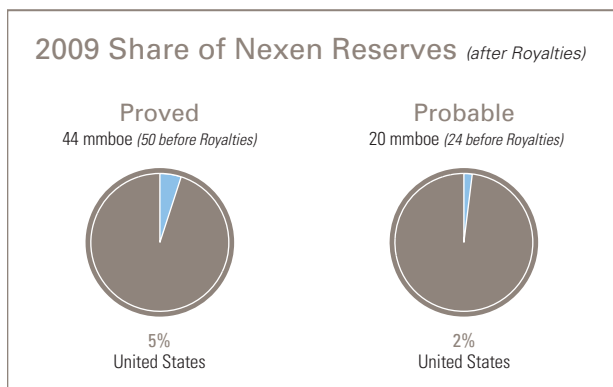 2009 Share of Nexen Reserves (after Royalties)
Proved
44 mmboe (50 before Royalties)
5%
United States
Probable
20 mmboe (24 before Royalties)
2%
United States